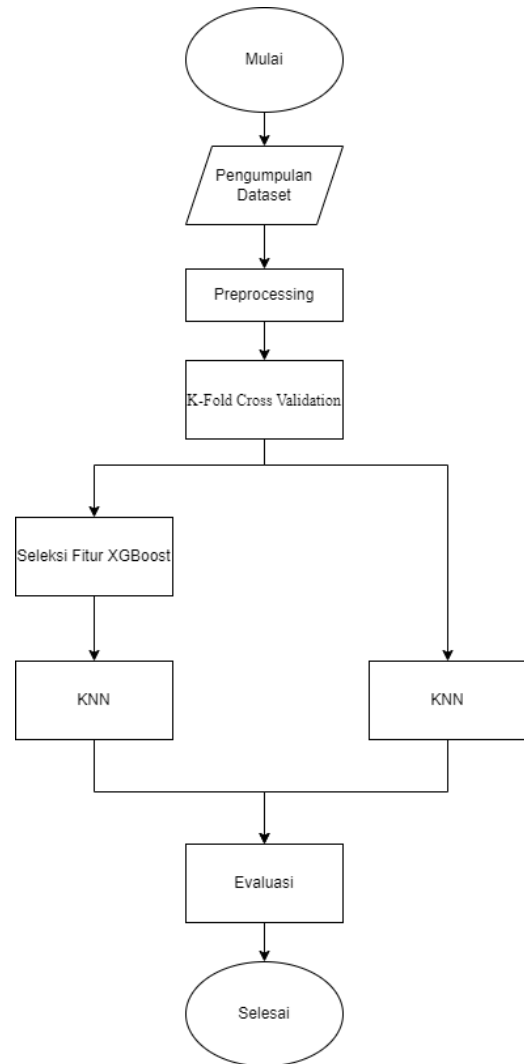 Mulai
Pengumpulan
Dataset
Preprocessing
K-Fold Cross Validation
Seleksi Fitur XGBoost
KNN
KNN
Evaluasi
Selesai